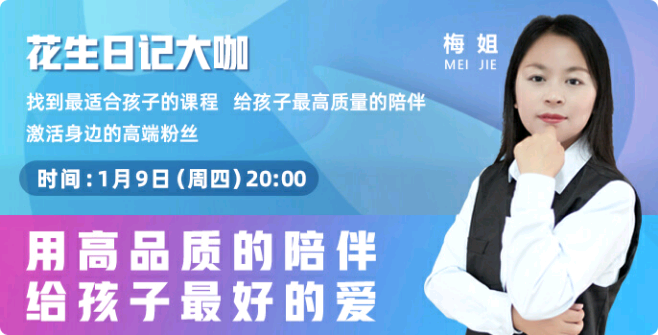 花生日记大咖
梅姐
MEI JIE
找到最适合孩子的课程 给孩子最高质量的陪伴
激活身边的高端粉丝
时间:1月9日(周四)20:00
用高品质的陪伴
给孩子最好的爱